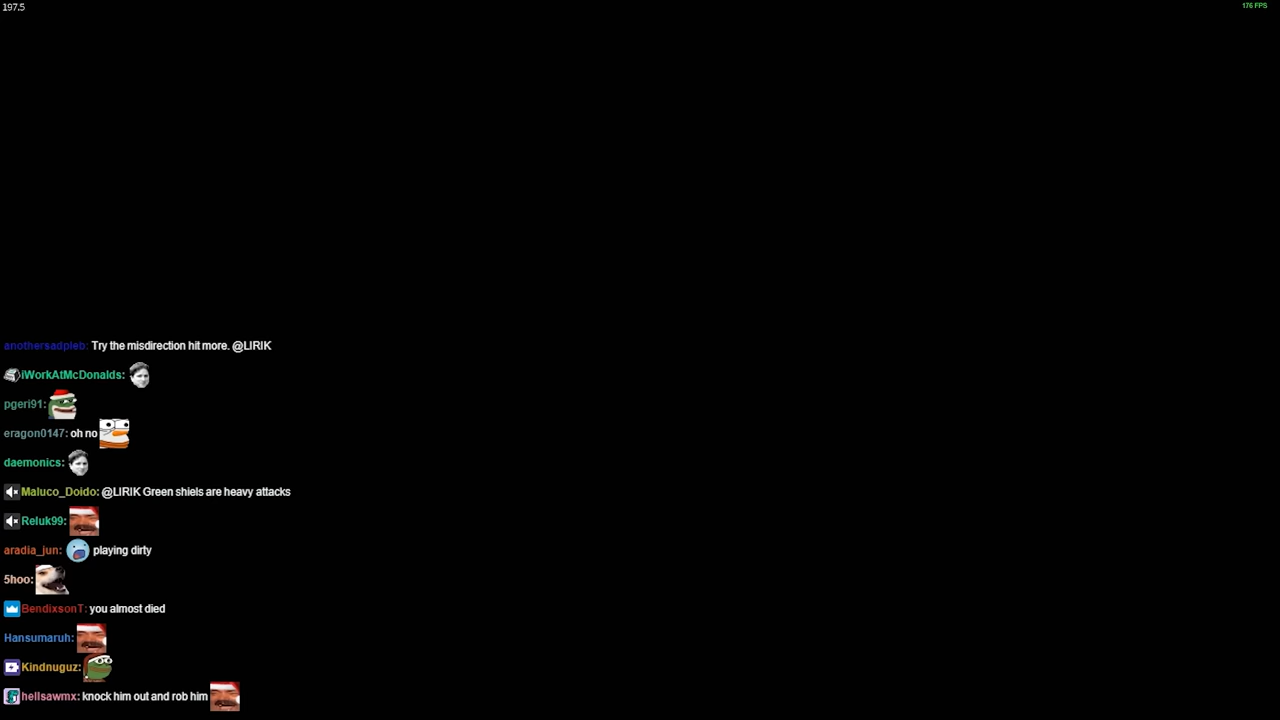 197.5
176 FPS
anothersadpleb: Try the misdirection hit more. @LIRIK
iWorkAtMcDonalds:
pgeri91:
eragon0147: oh no
daemonics:
Maluco_Doido: @LIRIK Green shiels are heavy attacks
Reluk99:
aradia_jun: playing dirty
5hoo:
BendixsonT: you almost died
Hansumaruh:
Kindnuguz:
hellsawmx: knock him out and rob him